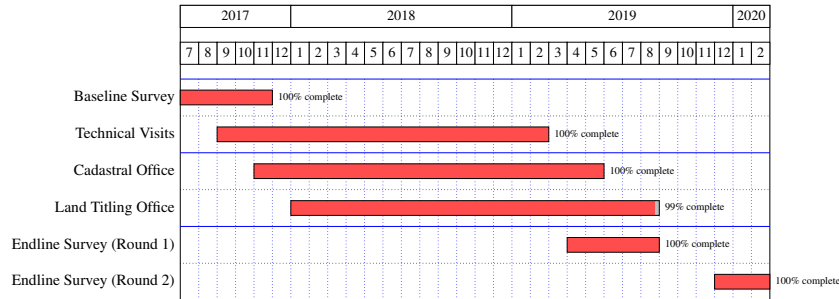 2017 2018 2019 2020
7 8 9 10 11 12 1 2 3 4 5 6 7 8 9 10 11 12 1 2 3 4 5 6 7 8 9 10 11 12 1 2
Baseline Survey 100% complete
Technical Visits 100% complete
Cadastral Office 100% complete
Land Titling Office 99% complete
Endline Survey (Round 1) 100% complete
Endline Survey (Round 2) 100% complete